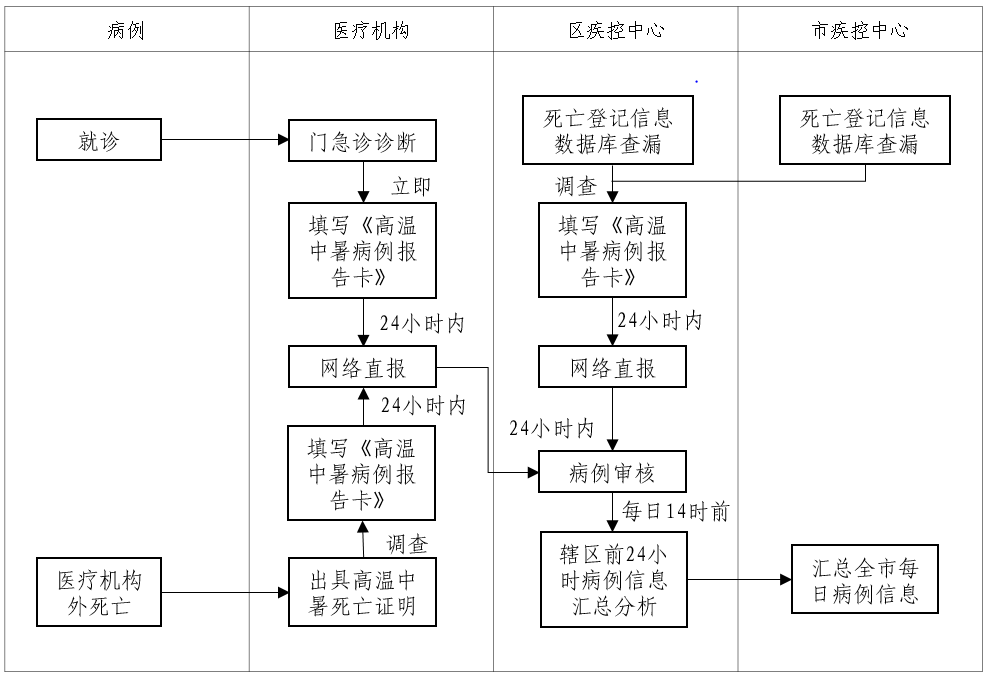 病例
医疗机构
区疾控中心
市疾控中心
就诊
门急诊诊断
立即
填写《高温
中暑病例报
告卡》
24小时内
网络直报
24小时内
填写《高温
中暑病例报
告卡》
调查
医疗机构
外死亡
出具高温中
暑死亡证明
死亡登记信息
数据库查漏
调查
填写《高温
中暑病例报
告卡》
24小时内
网络直报
24小时内
病例审核
每日14时前
辖区前24小
时病例信息
汇总分析
死亡登记信息
数据库查漏
汇总全市每
日病例信息